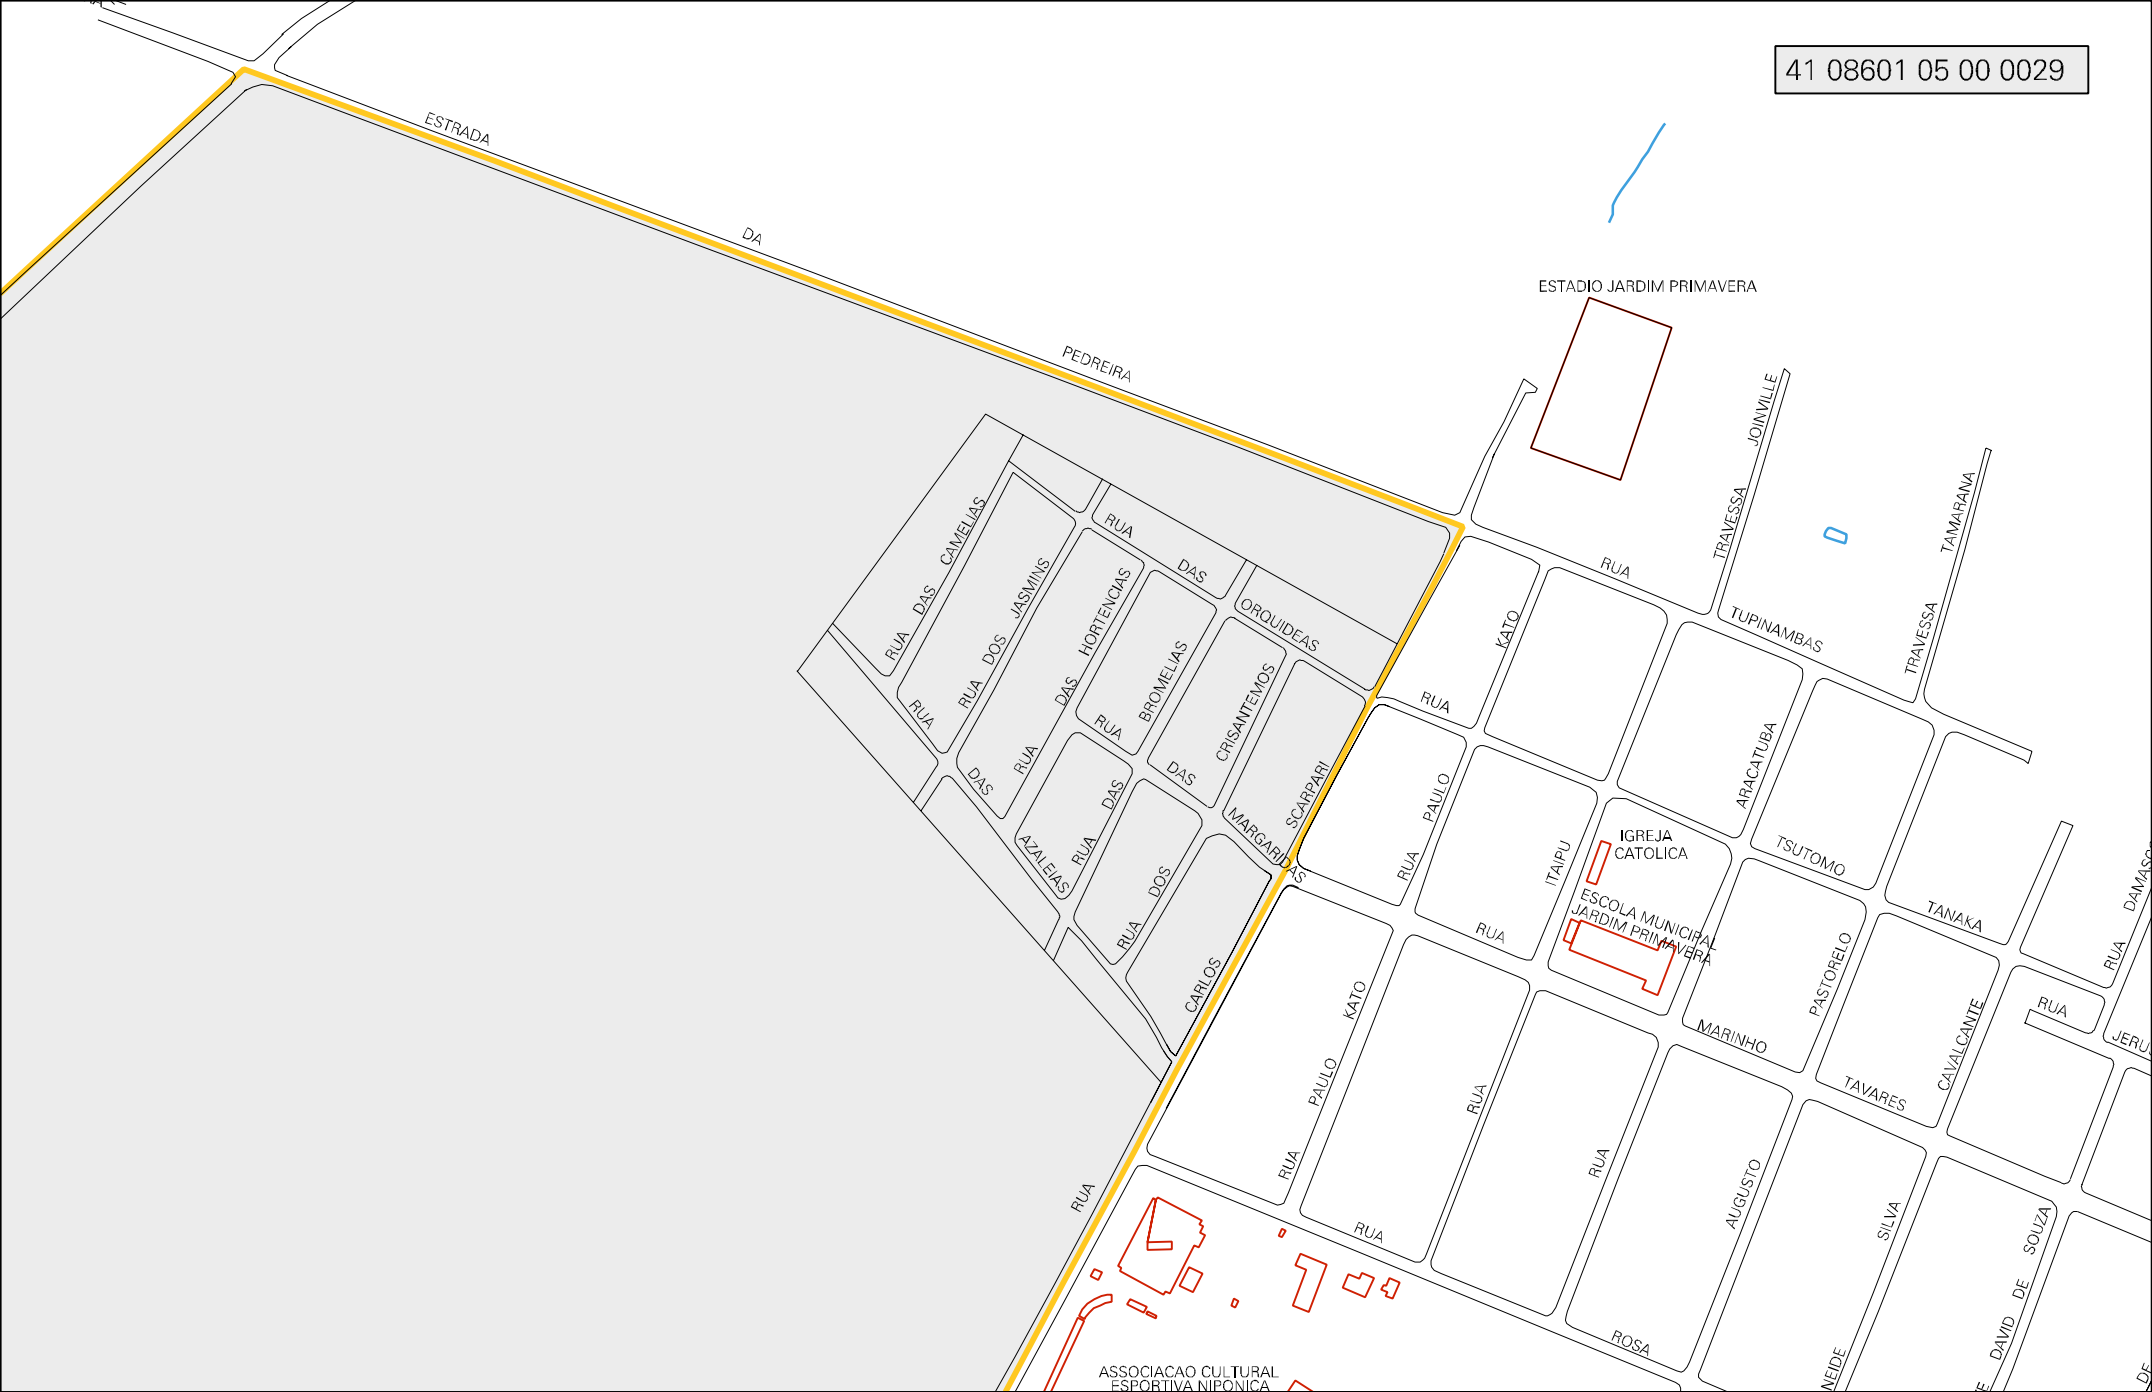 41 08601 05 00 0029
ESTRADA
DA
PEDREIRA
ESTADIO JARDIM PRIMAVERA
TRAVESSA JOINVILLE
TRAVESSA TAMARANA
RUA
TUPINAMBAS
RUA DAS CAMELIAS
RUA DOS JASMINS
RUA DAS HORTENCIAS
RUA DAS BROMELIAS
RUA DOS CRISANTEMOS
RUA
DAS
ORQUIDEAS
RUA
DAS
MARGARIDAS
RUA
DAS
AZALEIAS
RUA CARLOS SCARPARI
RUA PAULO KATO
RUA PAULO KATO
RUA ITAIPU
RUA ARACATUBA
RUA
TSUTOMO
TANAKA
IGREJA
CATOLICA
ESCOLA MUNICIPAL
JARDIM PRIMAVERA
RUA
MARINHO
TAVARES
AUGUSTO PASTORELO
NEIDE SILVA CAVALCANTE
DAVID DE SOUZA
RUA
RUA
RUA
ROSA
DE
ASSOCIACAO CULTURAL
ESPORTIVA NIPONICA